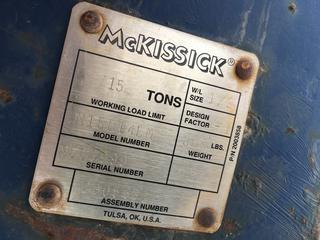 McKISSICK
15 TONS
WORKING LOAD LIMIT
W/L
SIZE
DESIGN
FACTOR
MODEL NUMBER
LBS.
WEIGHT
SERIAL NUMBER
ASSEMBLY NUMBER
TULSA, OK, U.S.A.